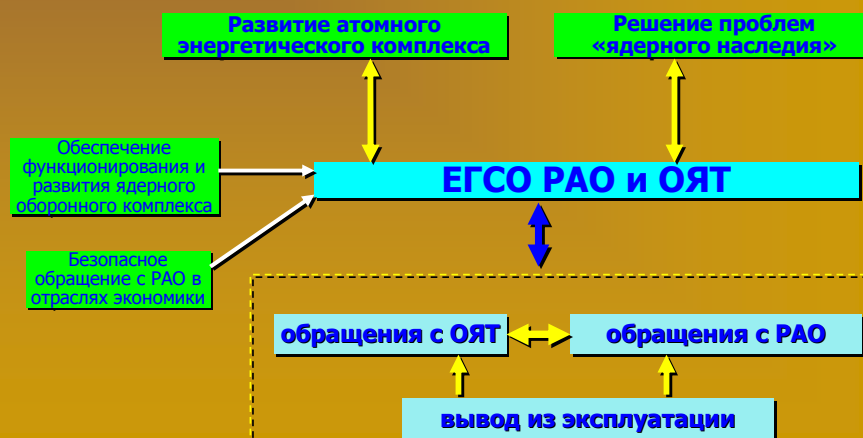 Развитие атомного
энергетического комплекса
Решение проблем
«ядерного наследия»
Обеспечение
функционирования и
развития ядерного
оборонного комплекса
ЕГСО РАО и ОЯТ
Безопасное
обращение с РАО в
отраслях экономики
обращения с ОЯТ
обращения с РАО
вывод из эксплуатации